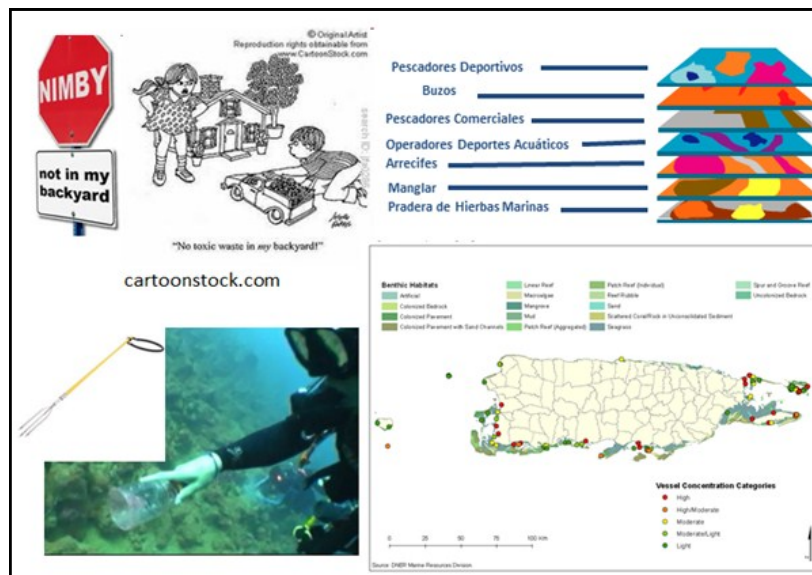 NIMBY
not in my
backyard
© Original Artist
Reproduction rights obtainable from
www.CartoonStock.com
"No toxic waste in my backyard!"
cartoonstock.com
Pescadores Deportivos
Buzos
Pescadores Comerciales
Operadores Deportes Acuáticos
Arrecifes
Manglar
Pradera de Hierbas Marinas
Benthic Habitats
Artificial
Colonized Bedrock
Colonized Pavement
Colonized Pavement with Sand Channels
Linear Reef
Macroalgae
Mangrove
Mud
Patch Reef (Aggregated)
Patch Reef (Individual)
Reef Rubble
Sand
Scattered Coral/Rock in Unconsolidated Sediment
Seagrass
Spur and Groove Reef
Uncolonized Bedrock
Vessel Concentration Categories
High
High/Moderate
Moderate
Moderate/Light
Light
0 25 50 100 Km
Source: DNER Marine Resources Division.